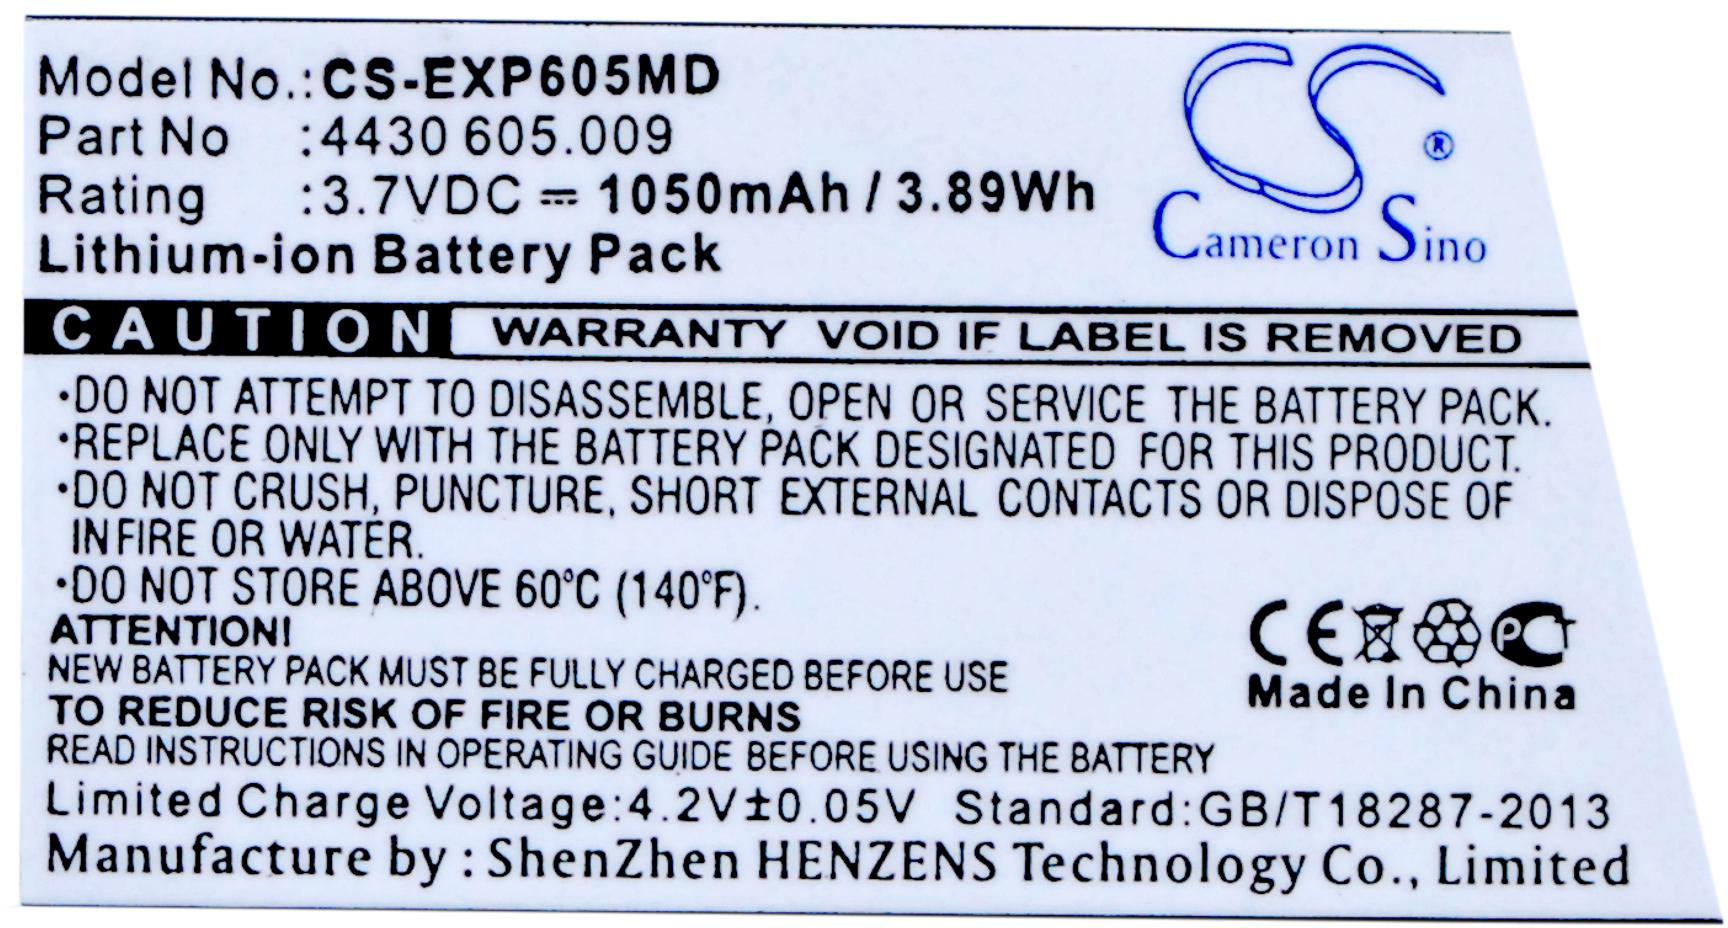 Model No.:CS-EXP605MD
Part No :4430 605.009
Rating :3.7VDC ⎓ 1050mAh / 3.89Wh
Lithium-ion Battery Pack
CS ®
Cameron Sino
CAUTION WARRANTY VOID IF LABEL IS REMOVED
•DO NOT ATTEMPT TO DISASSEMBLE, OPEN OR SERVICE THE BATTERY PACK.
•REPLACE ONLY WITH THE BATTERY PACK DESIGNATED FOR THIS PRODUCT.
•DO NOT CRUSH, PUNCTURE, SHORT EXTERNAL CONTACTS OR DISPOSE OF
IN FIRE OR WATER.
•DO NOT STORE ABOVE 60°C (140°F).
ATTENTION!
NEW BATTERY PACK MUST BE FULLY CHARGED BEFORE USE
TO REDUCE RISK OF FIRE OR BURNS
READ INSTRUCTIONS IN OPERATING GUIDE BEFORE USING THE BATTERY
CE PCT
Made In China
Limited Charge Voltage:4.2V±0.05V Standard:GB/T18287-2013
Manufacture by : ShenZhen HENZENS Technology Co., Limited